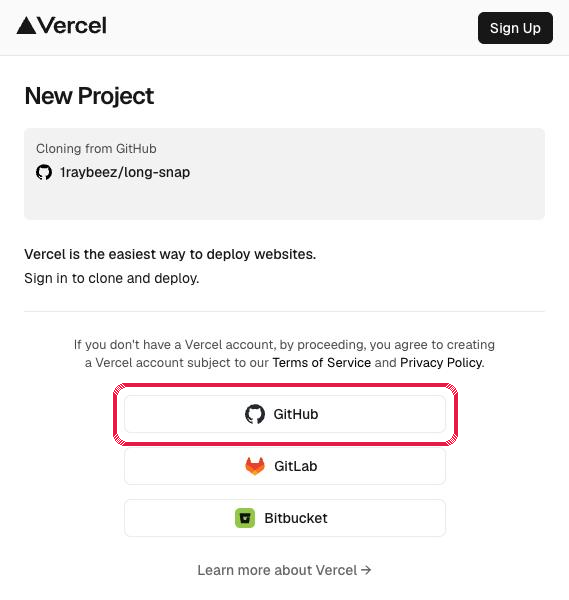 Vercel
Sign Up
New Project
Cloning from GitHub
1raybeez/long-snap
Vercel is the easiest way to deploy websites.
Sign in to clone and deploy.
If you don't have a Vercel account, by proceeding, you agree to creating
a Vercel account subject to our Terms of Service and Privacy Policy.
GitHub
GitLab
Bitbucket
Learn more about Vercel →